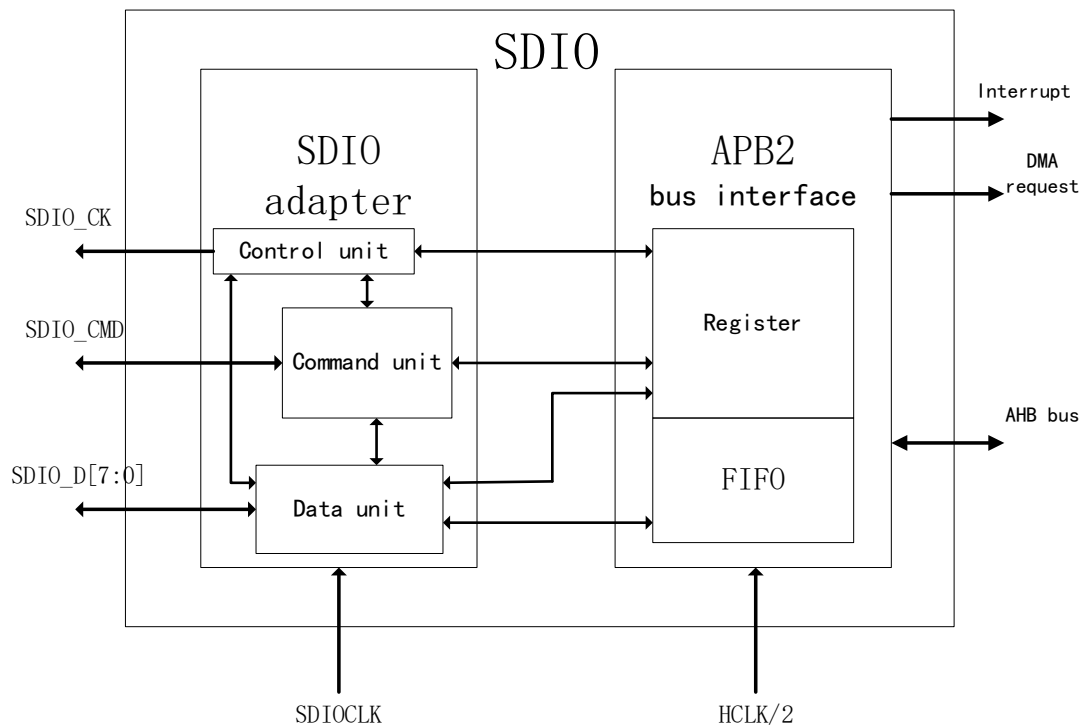 SDIO
Interrupt
SDIO
adapter
APB2
bus interface
DMA
request
SDIO_CK
Control unit
SDIO_CMD
Register
Command unit
AHB bus
SDIO_D[7:0]
FIFO
Data unit
SDIOCLK
HCLK/2